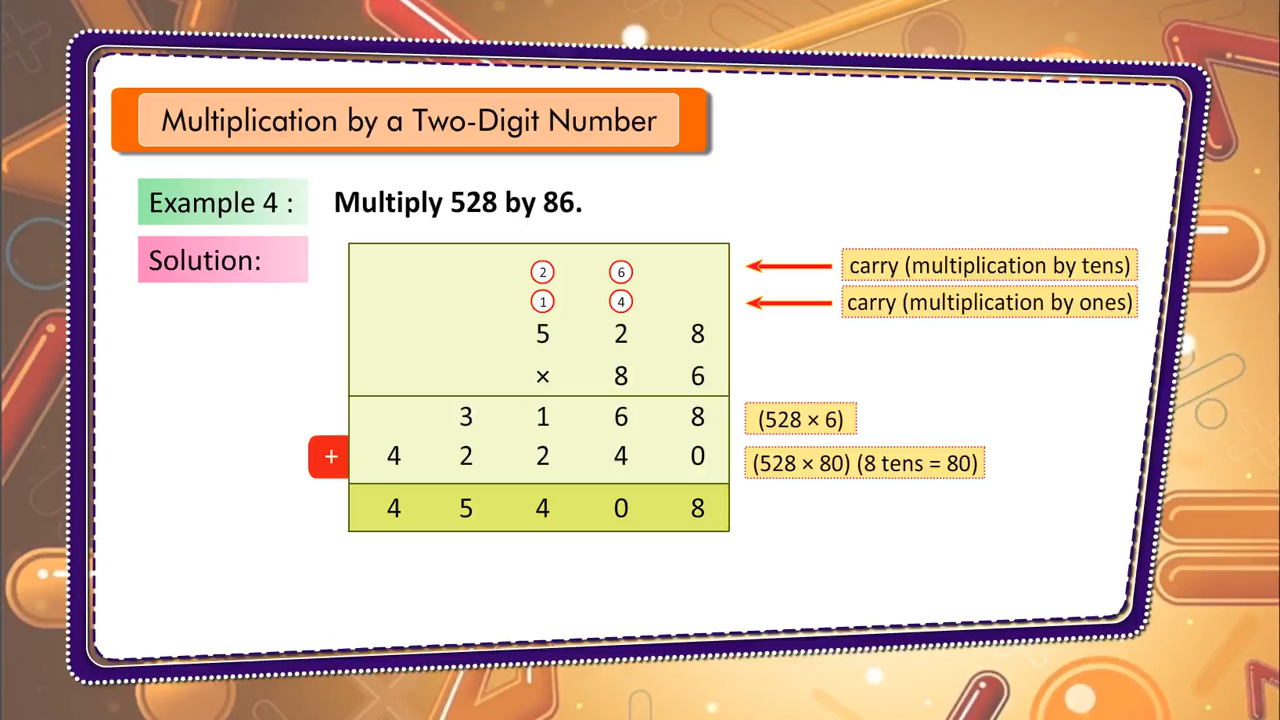 Multiplication by a Two-Digit Number
Example 4 : Multiply 528 by 86.
Solution:
2 6 carry (multiplication by tens)
1 4 carry (multiplication by ones)
5 2 8
× 8 6
3 1 6 8 (528 × 6)
+ 4 2 2 4 0 (528 × 80) (8 tens = 80)
4 5 4 0 8